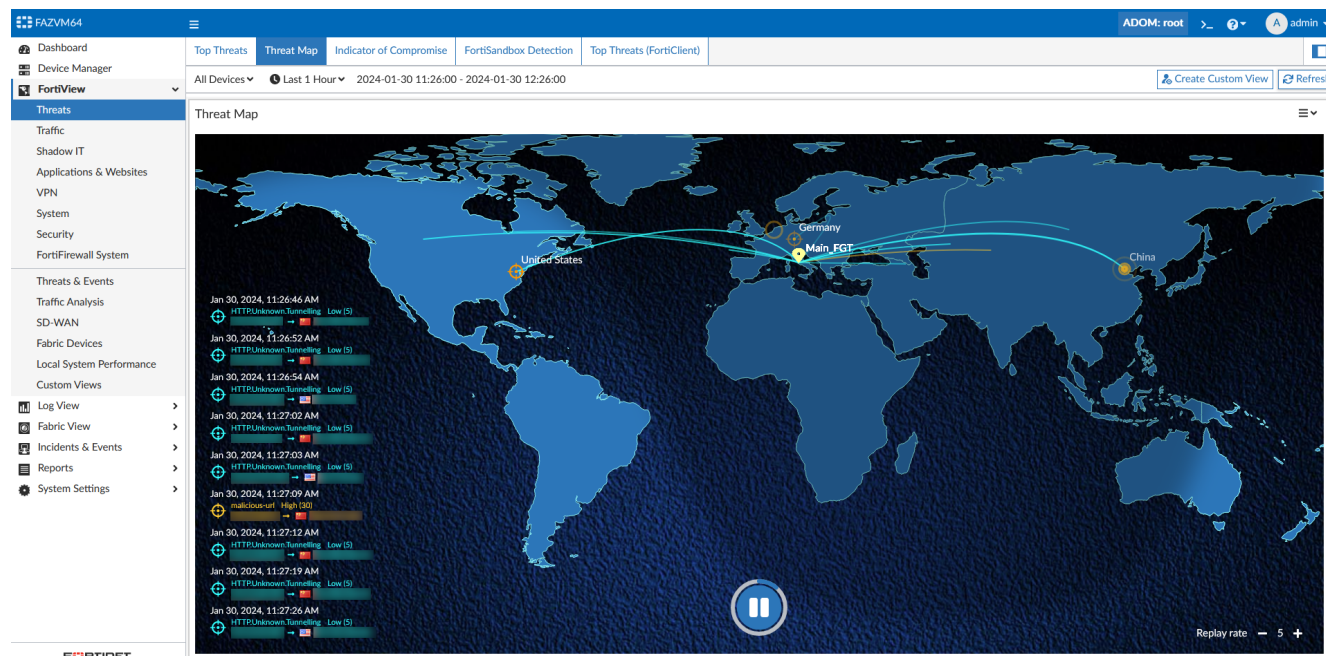 FAZVM64
ADOM: root
>_
A admin
Dashboard
Device Manager
FortiView
Threats
Traffic
Shadow IT
Applications & Websites
VPN
System
Security
FortiFirewall System
Threats & Events
Traffic Analysis
SD-WAN
Fabric Devices
Local System Performance
Custom Views
Log View
Fabric View
Incidents & Events
Reports
System Settings
Top Threats
Threat Map
Indicator of Compromise
FortiSandbox Detection
Top Threats (FortiClient)
All Devices
Last 1 Hour
2024-01-30 11:26:00 - 2024-01-30 12:26:00
Create Custom View
Refres
Threat Map
Germany
Main_FGT
United States
China
Jan 30, 2024, 11:26:46 AM
HTTP.Unknown.Tunnelling Low (5)
Jan 30, 2024, 11:26:52 AM
HTTP.Unknown.Tunnelling Low (5)
Jan 30, 2024, 11:26:54 AM
HTTP.Unknown.Tunnelling Low (5)
Jan 30, 2024, 11:27:02 AM
HTTP.Unknown.Tunnelling Low (5)
Jan 30, 2024, 11:27:03 AM
HTTP.Unknown.Tunnelling Low (5)
Jan 30, 2024, 11:27:09 AM
malicious-url High (30)
Jan 30, 2024, 11:27:12 AM
HTTP.Unknown.Tunnelling Low (5)
Jan 30, 2024, 11:27:19 AM
HTTP.Unknown.Tunnelling Low (5)
Jan 30, 2024, 11:27:26 AM
HTTP.Unknown.Tunnelling Low (5)
Replay rate − 5 +